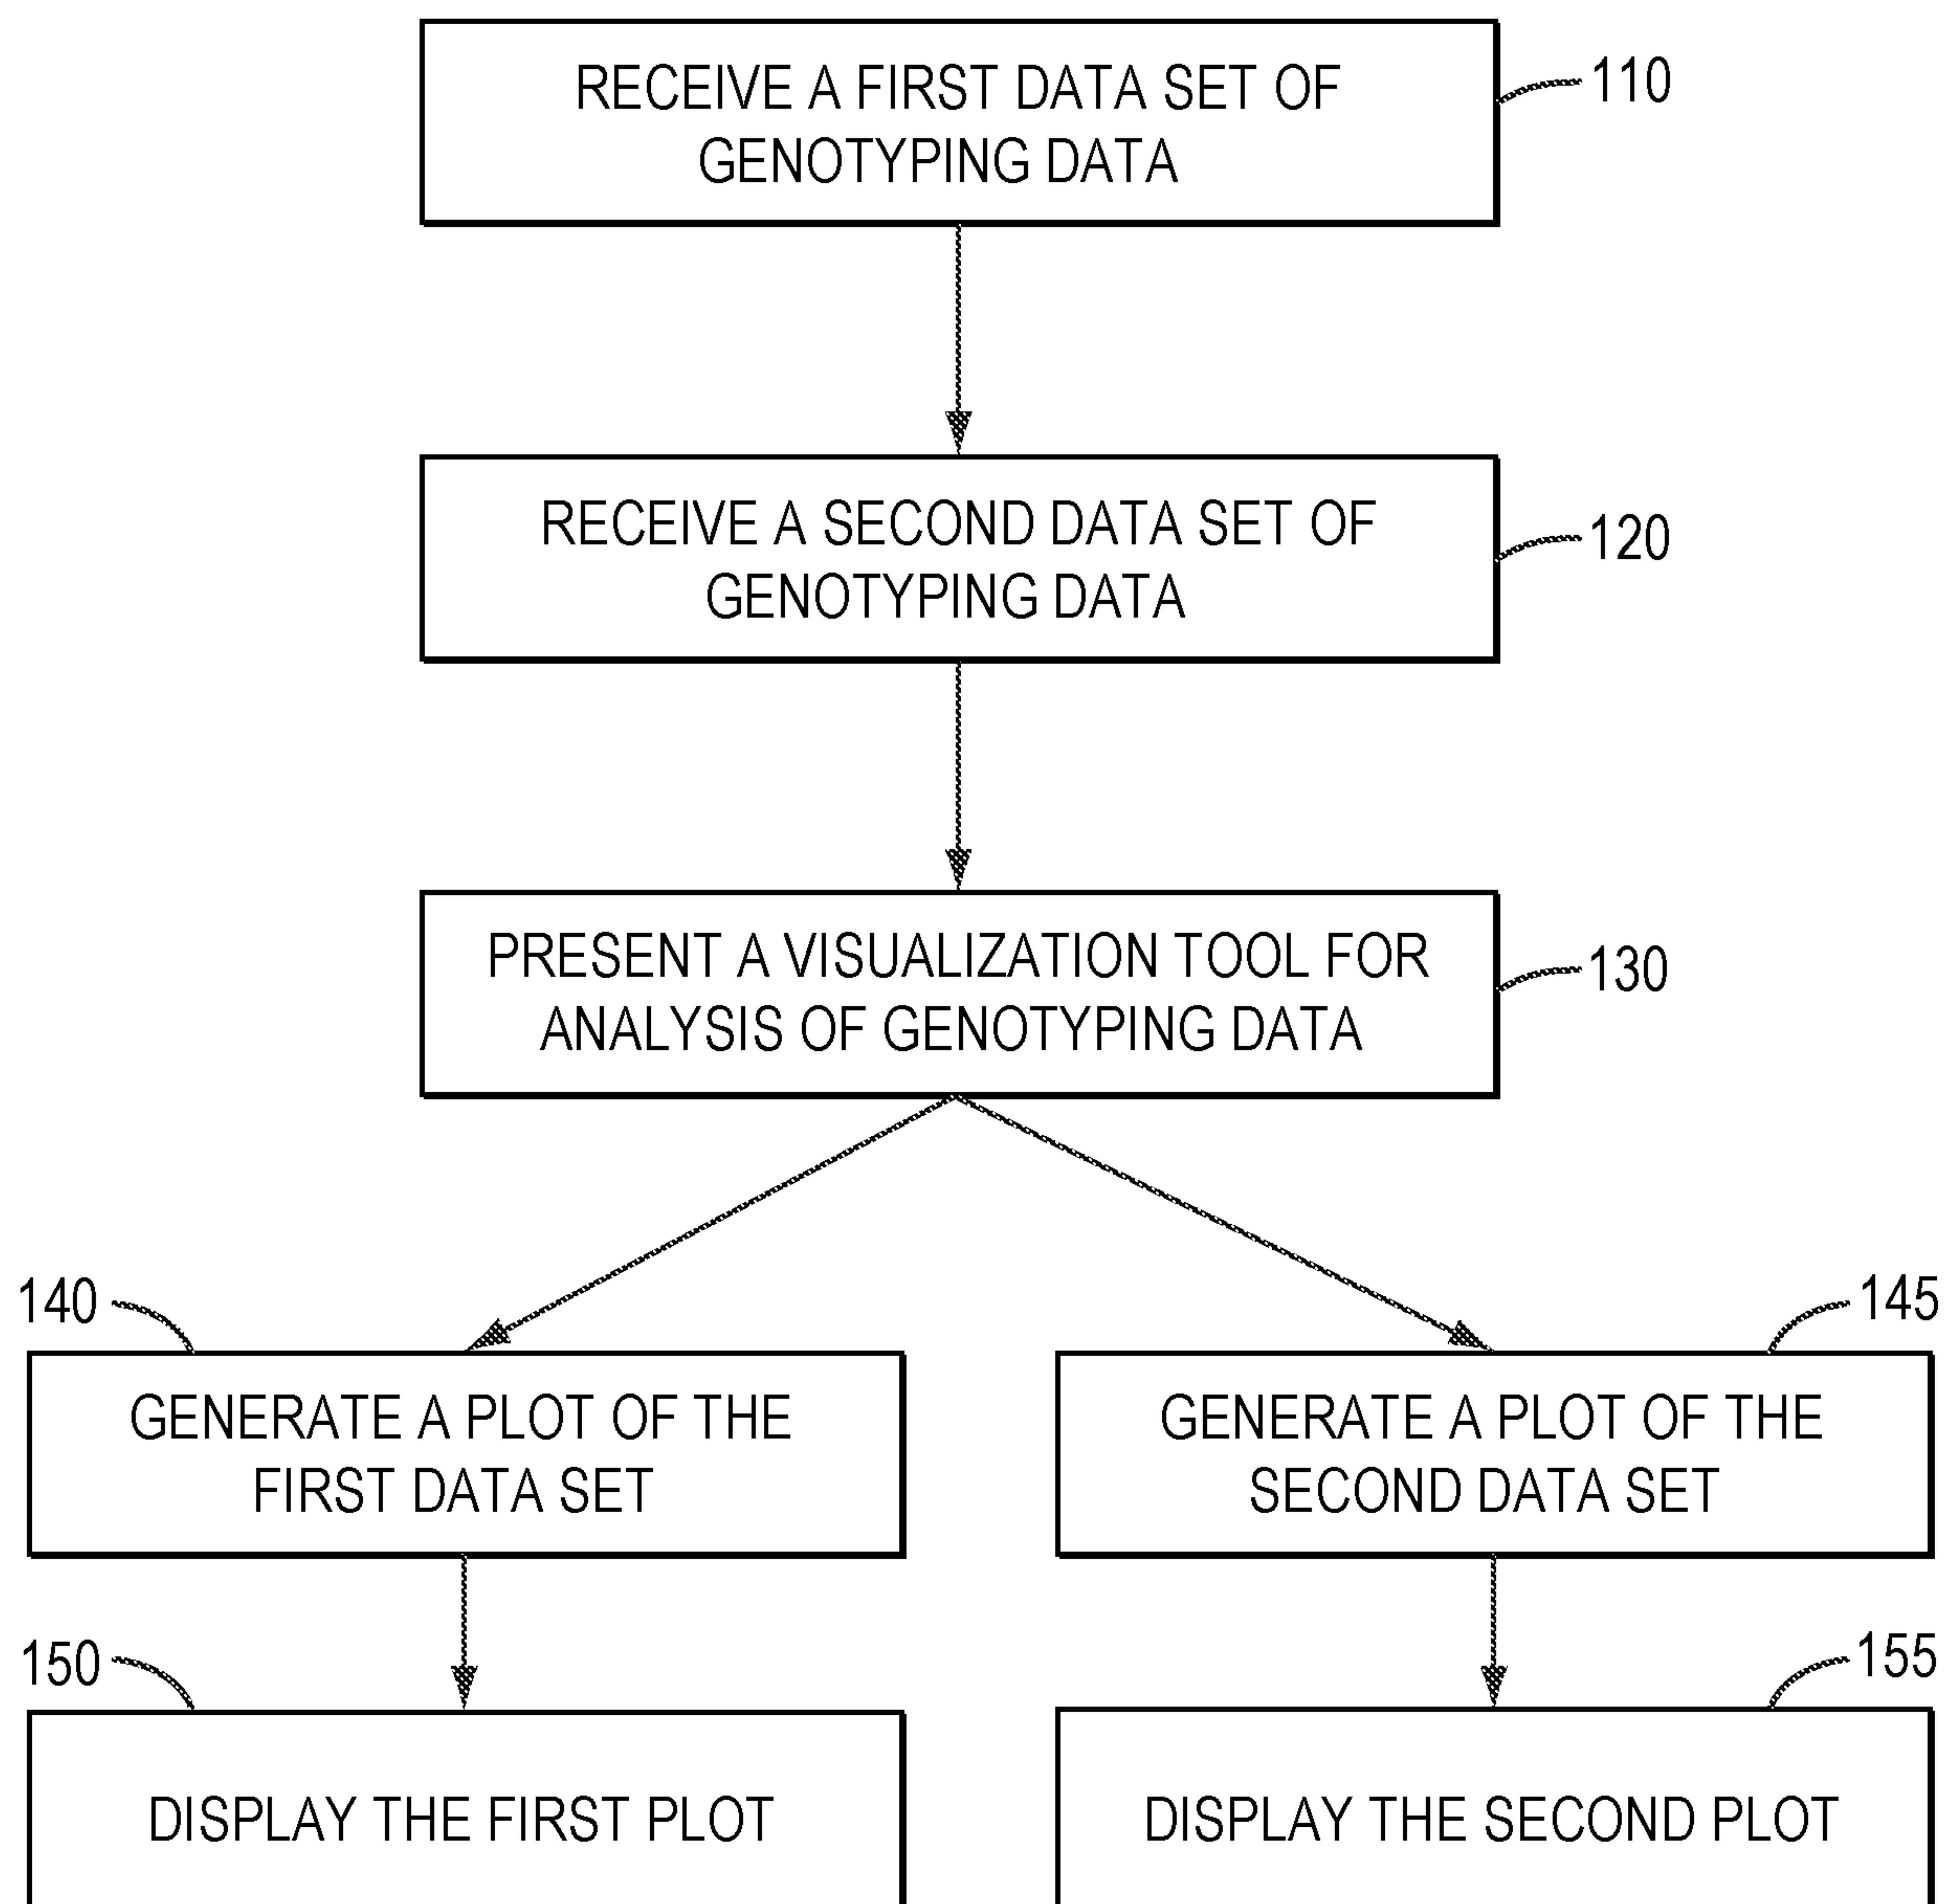 RECEIVE A FIRST DATA SET OF
GENOTYPING DATA
110
RECEIVE A SECOND DATA SET OF
GENOTYPING DATA
120
PRESENT A VISUALIZATION TOOL FOR
ANALYSIS OF GENOTYPING DATA
130
140
GENERATE A PLOT OF THE
FIRST DATA SET
145
GENERATE A PLOT OF THE
SECOND DATA SET
150
DISPLAY THE FIRST PLOT
155
DISPLAY THE SECOND PLOT